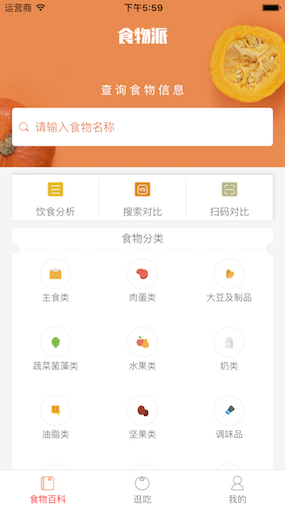 运营商 下午5:59
食物派
查询食物信息
请输入食物名称
VS
饮食分析 搜索对比 扫码对比
食物分类
主食类 肉蛋类 大豆及制品
蔬菜菌藻类 水果类 奶类
油脂类 坚果类 调味品
食物百科 逛吃 我的